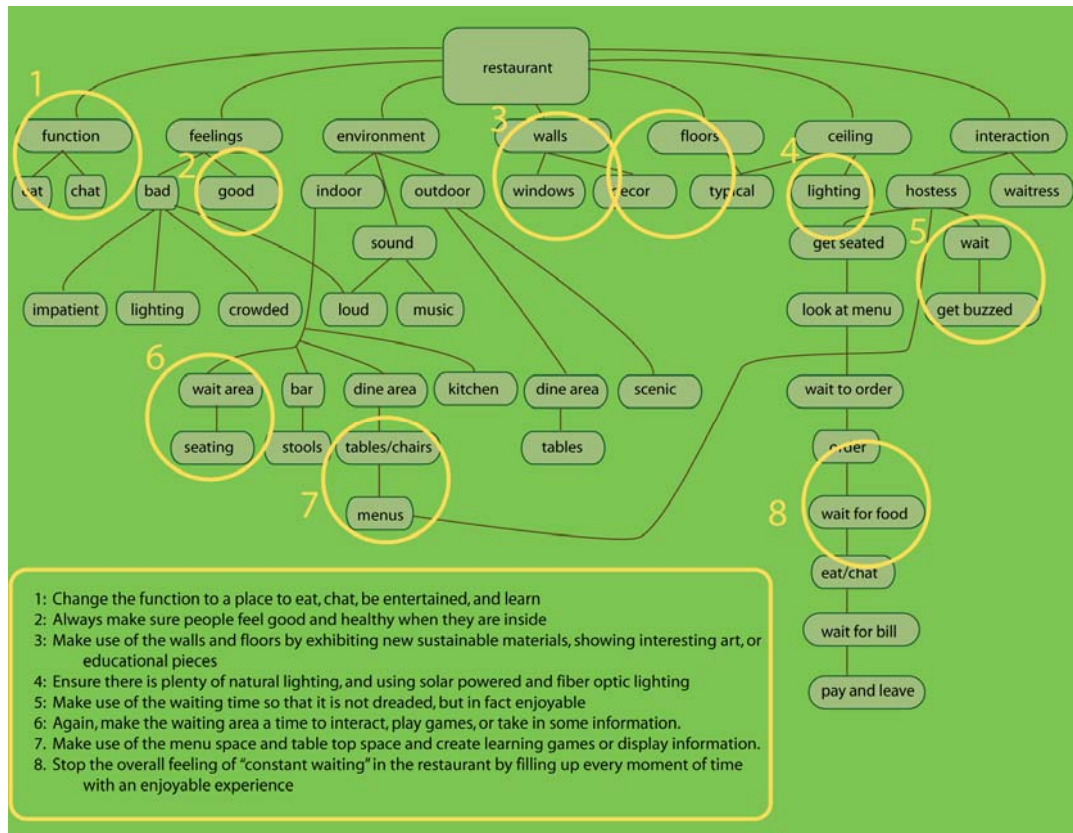 restaurant
1
function
feelings
environment
3
walls
floors
ceiling
interaction
eat
chat
bad
2
good
indoor
outdoor
windows
decor
typical
4
lighting
hostess
waitress
sound
get seated
5
wait
impatient
lighting
crowded
loud
music
look at menu
get buzzed
6
wait area
bar
dine area
kitchen
dine area
scenic
wait to order
seating
stools
tables/chairs
tables
order
7
menus
8
wait for food
eat/chat
wait for bill
pay and leave
1: Change the function to a place to eat, chat, be entertained, and learn
2: Always make sure people feel good and healthy when they are inside
3: Make use of the walls and floors by exhibiting new sustainable materials, showing interesting art, or
educational pieces
4: Ensure there is plenty of natural lighting, and using solar powered and fiber optic lighting
5: Make use of the waiting time so that it is not dreaded, but in fact enjoyable
6: Again, make the waiting area a time to interact, play games, or take in some information.
7: Make use of the menu space and table top space and create learning games or display information.
8: Stop the overall feeling of “constant waiting” in the restaurant by filling up every moment of time
with an enjoyable experience